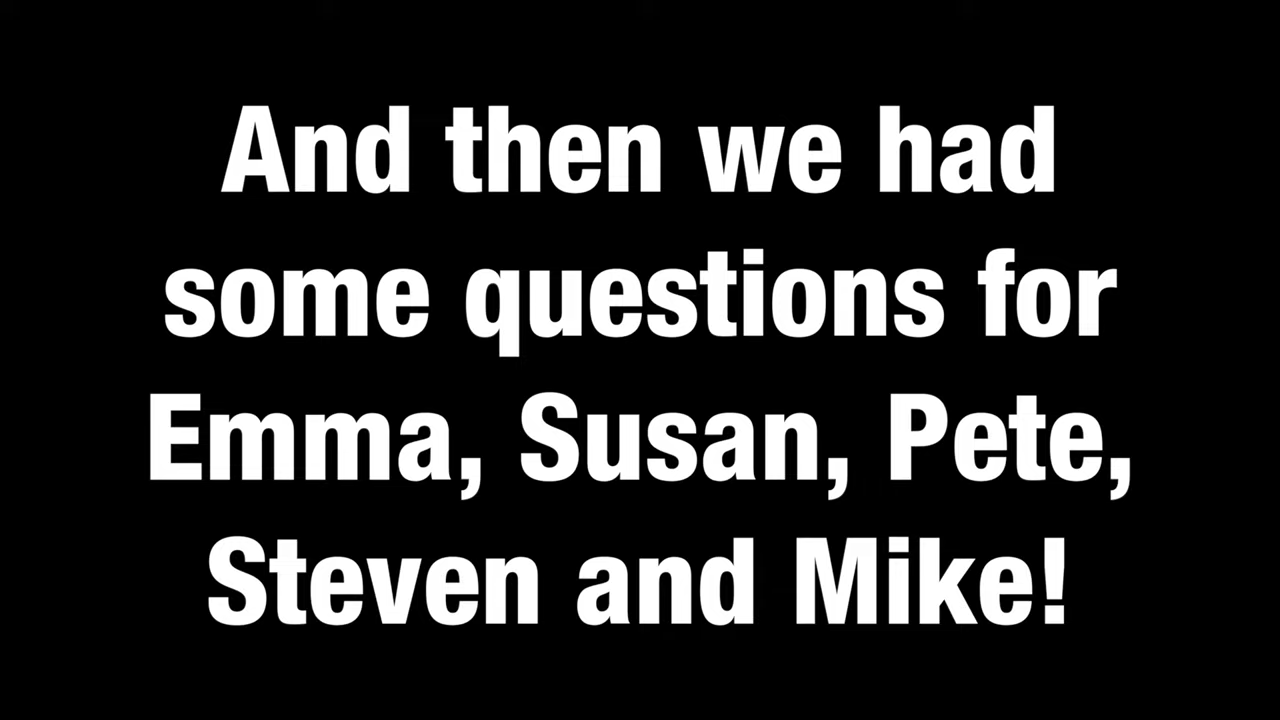 And then we had
some questions for
Emma, Susan, Pete,
Steven and Mike!